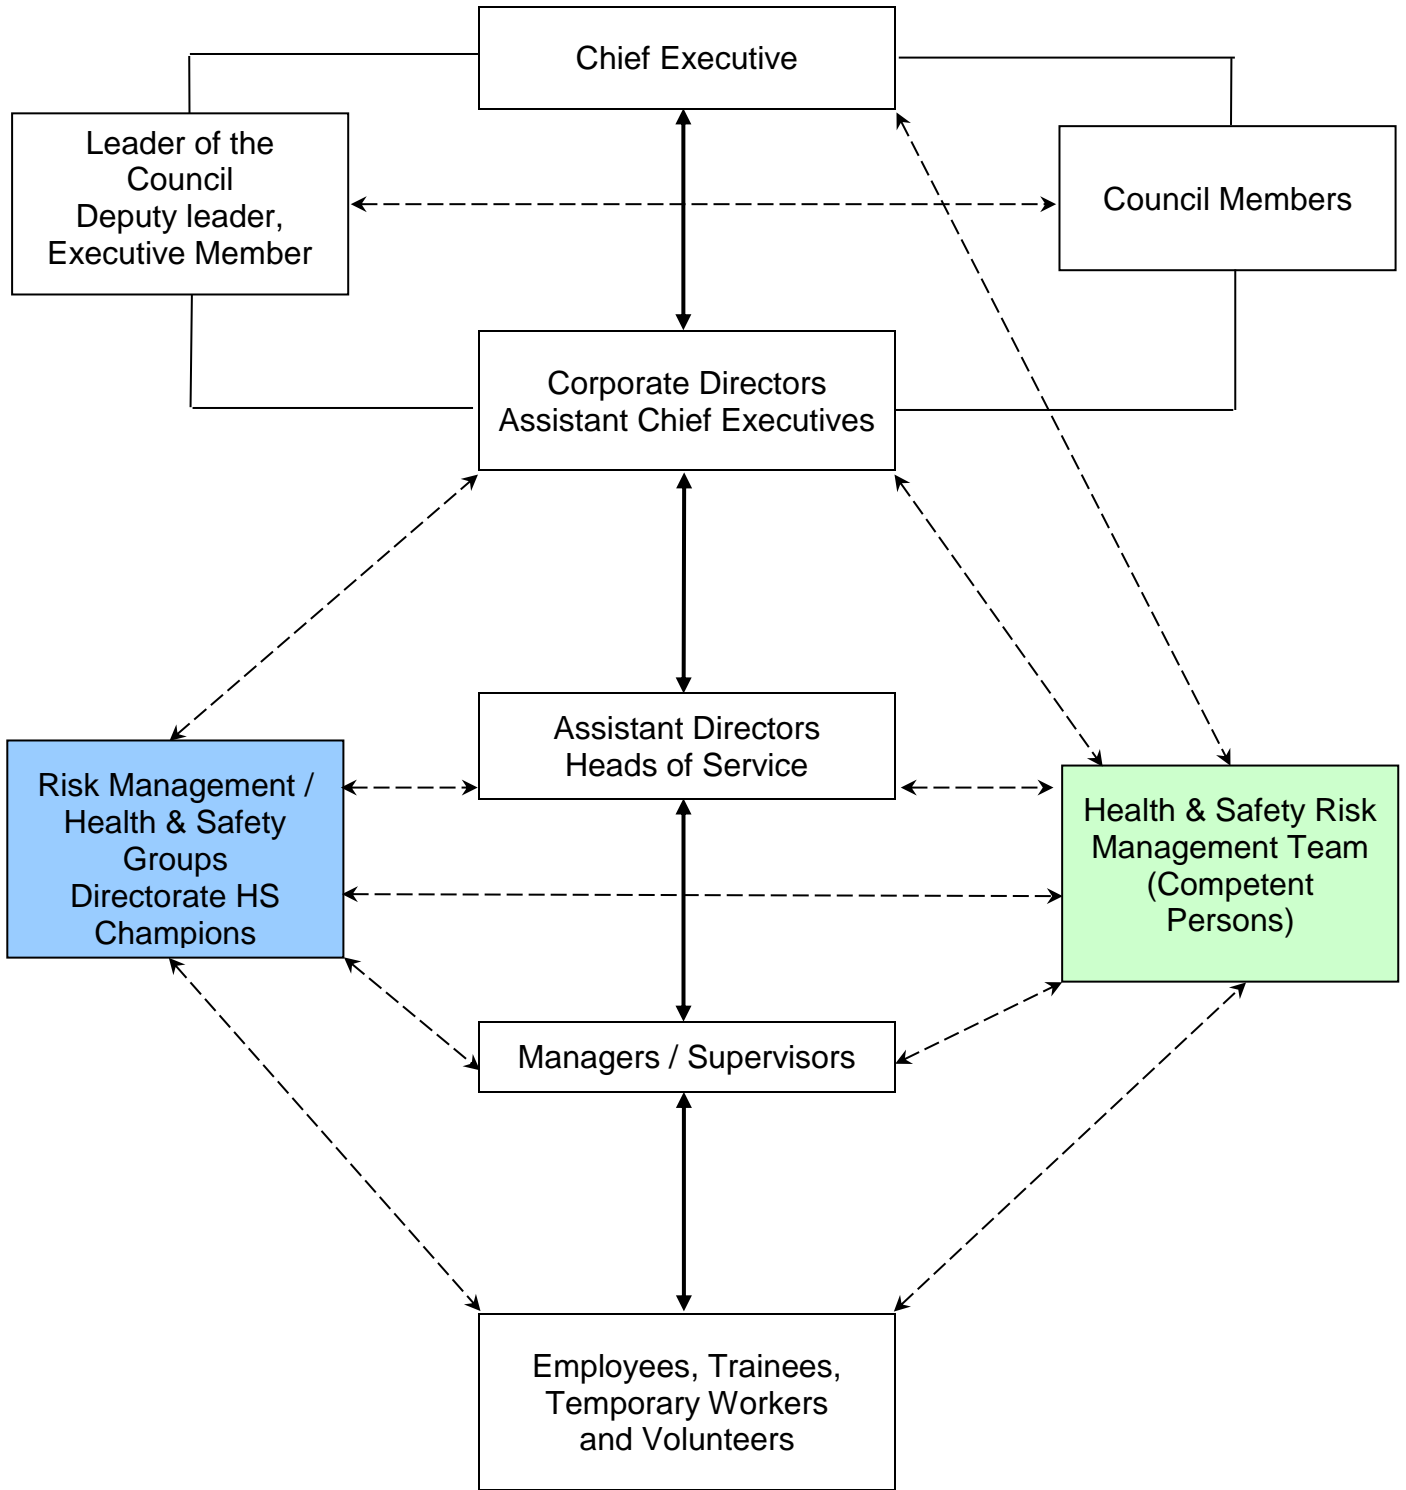 Chief Executive
Leader of the
Council
Deputy leader,
Executive Member
Council Members
Corporate Directors
Assistant Chief Executives
Assistant Directors
Heads of Service
Risk Management /
Health & Safety
Groups
Directorate HS
Champions
Health & Safety Risk
Management Team
(Competent
Persons)
Managers / Supervisors
Employees, Trainees,
Temporary Workers
and Volunteers